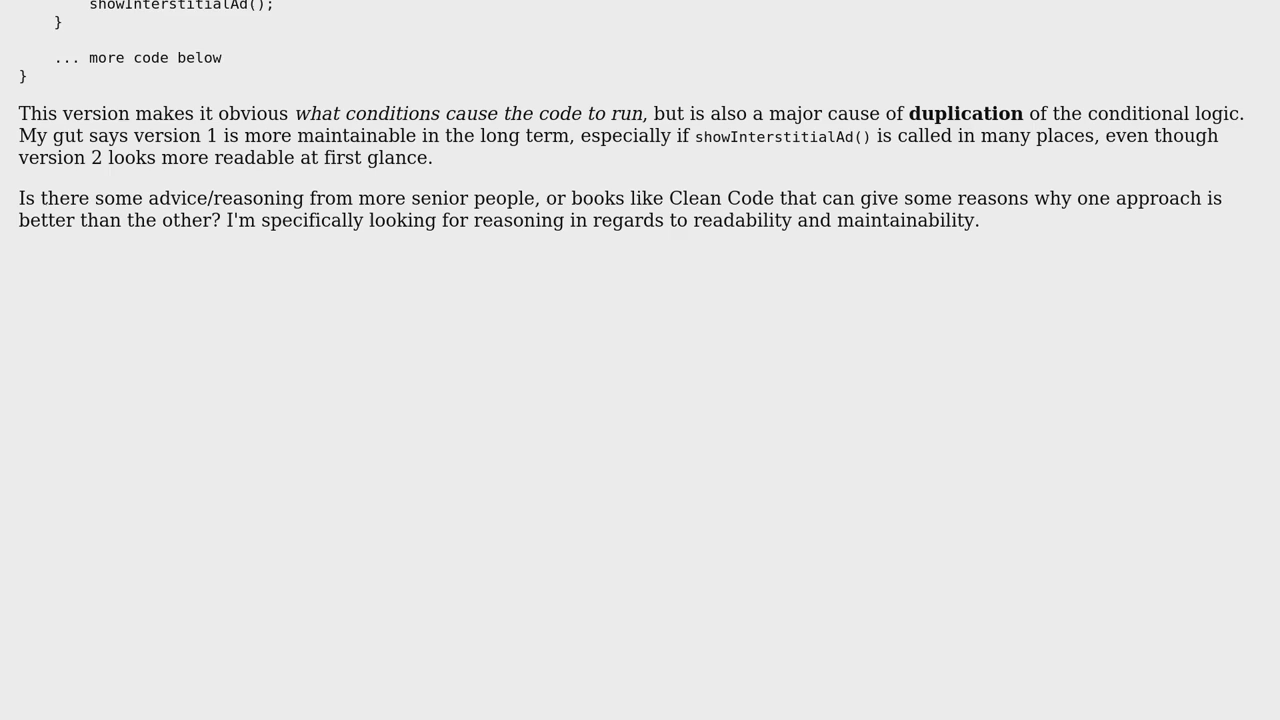 showInterstitialAd();
}
... more code below
}
This version makes it obvious what conditions cause the code to run, but is also a major cause of duplication of the conditional logic.
My gut says version 1 is more maintainable in the long term, especially if showInterstitialAd() is called in many places, even though
version 2 looks more readable at first glance.
Is there some advice/reasoning from more senior people, or books like Clean Code that can give some reasons why one approach is
better than the other? I'm specifically looking for reasoning in regards to readability and maintainability.